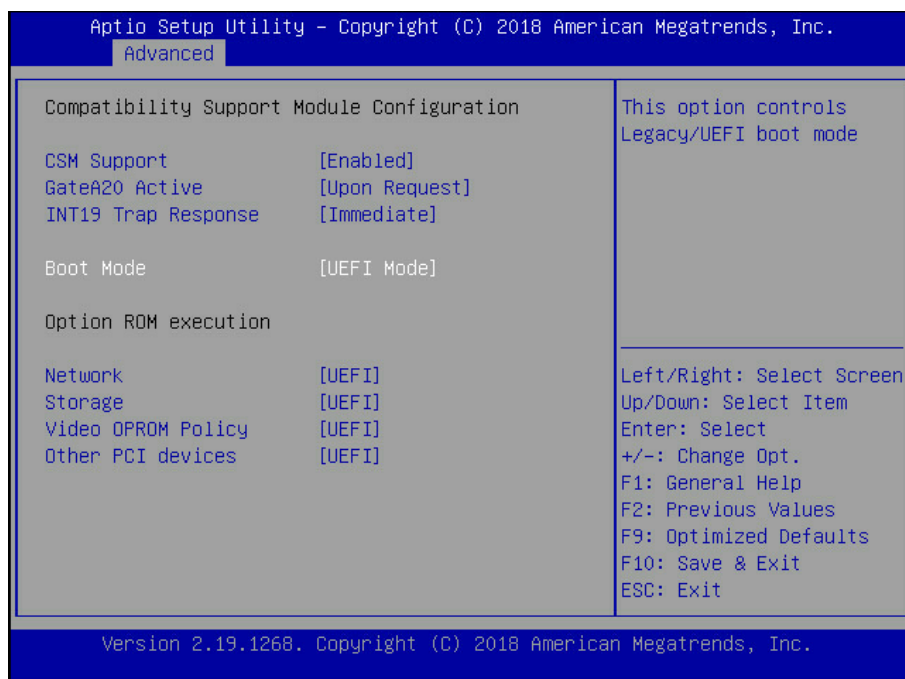 Aptio Setup Utility – Copyright (C) 2018 American Megatrends, Inc.
Advanced
Compatibility Support Module Configuration
CSM Support [Enabled]
GateA20 Active [Upon Request]
INT19 Trap Response [Immediate]
Boot Mode [UEFI Mode]
Option ROM execution
Network [UEFI]
Storage [UEFI]
Video OPROM Policy [UEFI]
Other PCI devices [UEFI]
This option controls
Legacy/UEFI boot mode
Left/Right: Select Screen
Up/Down: Select Item
Enter: Select
+/-: Change Opt.
F1: General Help
F2: Previous Values
F9: Optimized Defaults
F10: Save & Exit
ESC: Exit
Version 2.19.1268. Copyright (C) 2018 American Megatrends, Inc.